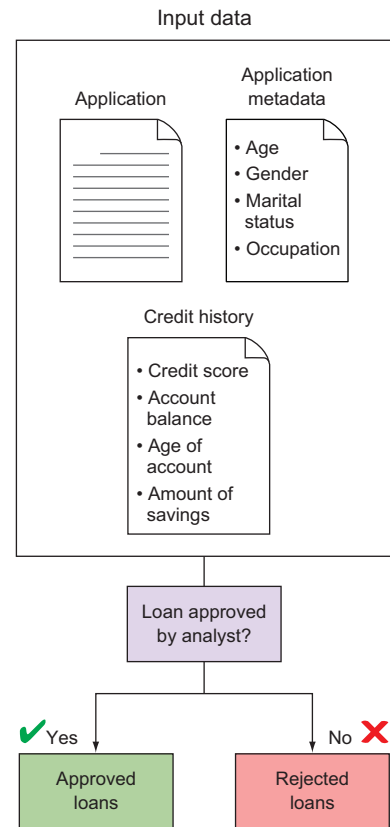 Input data
Application
Application
metadata
• Age
• Gender
• Marital
status
• Occupation
Credit history
• Credit score
• Account
balance
• Age of
account
• Amount of
savings
Loan approved
by analyst?
Yes
No
Approved
loans
Rejected
loans